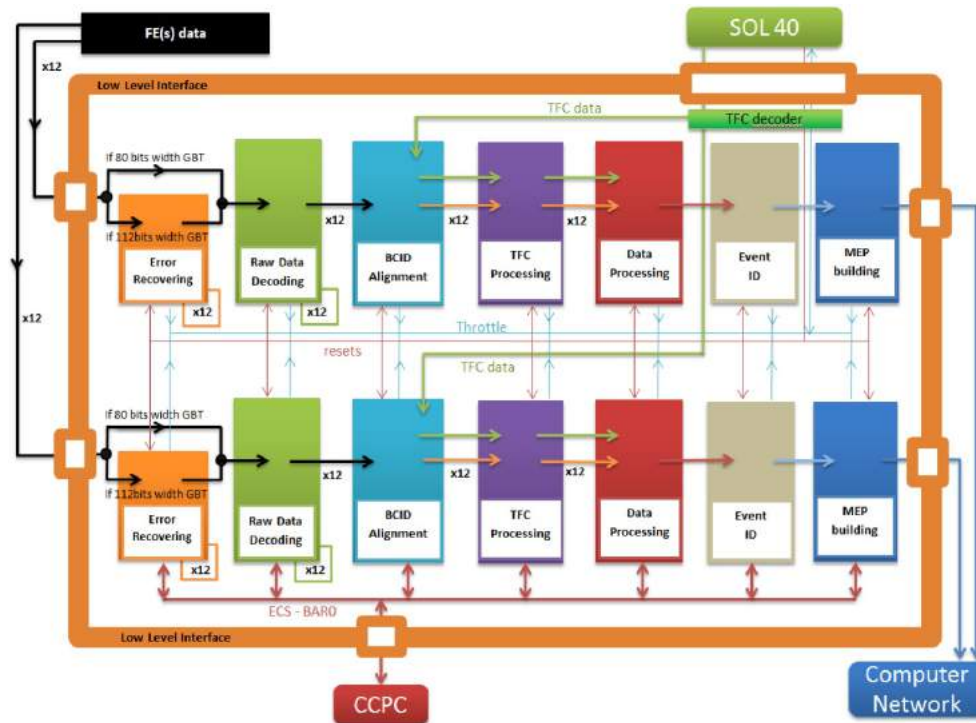 FE(s) data
SOL 40
x12
Low Level Interface
TFC data
TFC decoder
If 80 bits width GBT
x12
x12
x12
If 112bits width GBT
Error
Recovering
Raw Data
Decoding
BCID
Alignment
TFC
Processing
Data
Processing
Event
ID
MEP
building
x12
x12
x12
Throttle
resets
TFC data
If 80 bits width GBT
x12
x12
x12
If 112bits width GBT
Error
Recovering
Raw Data
Decoding
BCID
Alignment
TFC
Processing
Data
Processing
Event
ID
MEP
building
x12
x12
ECS - BAR0
Low Level Interface
CCPC
Computer
Network